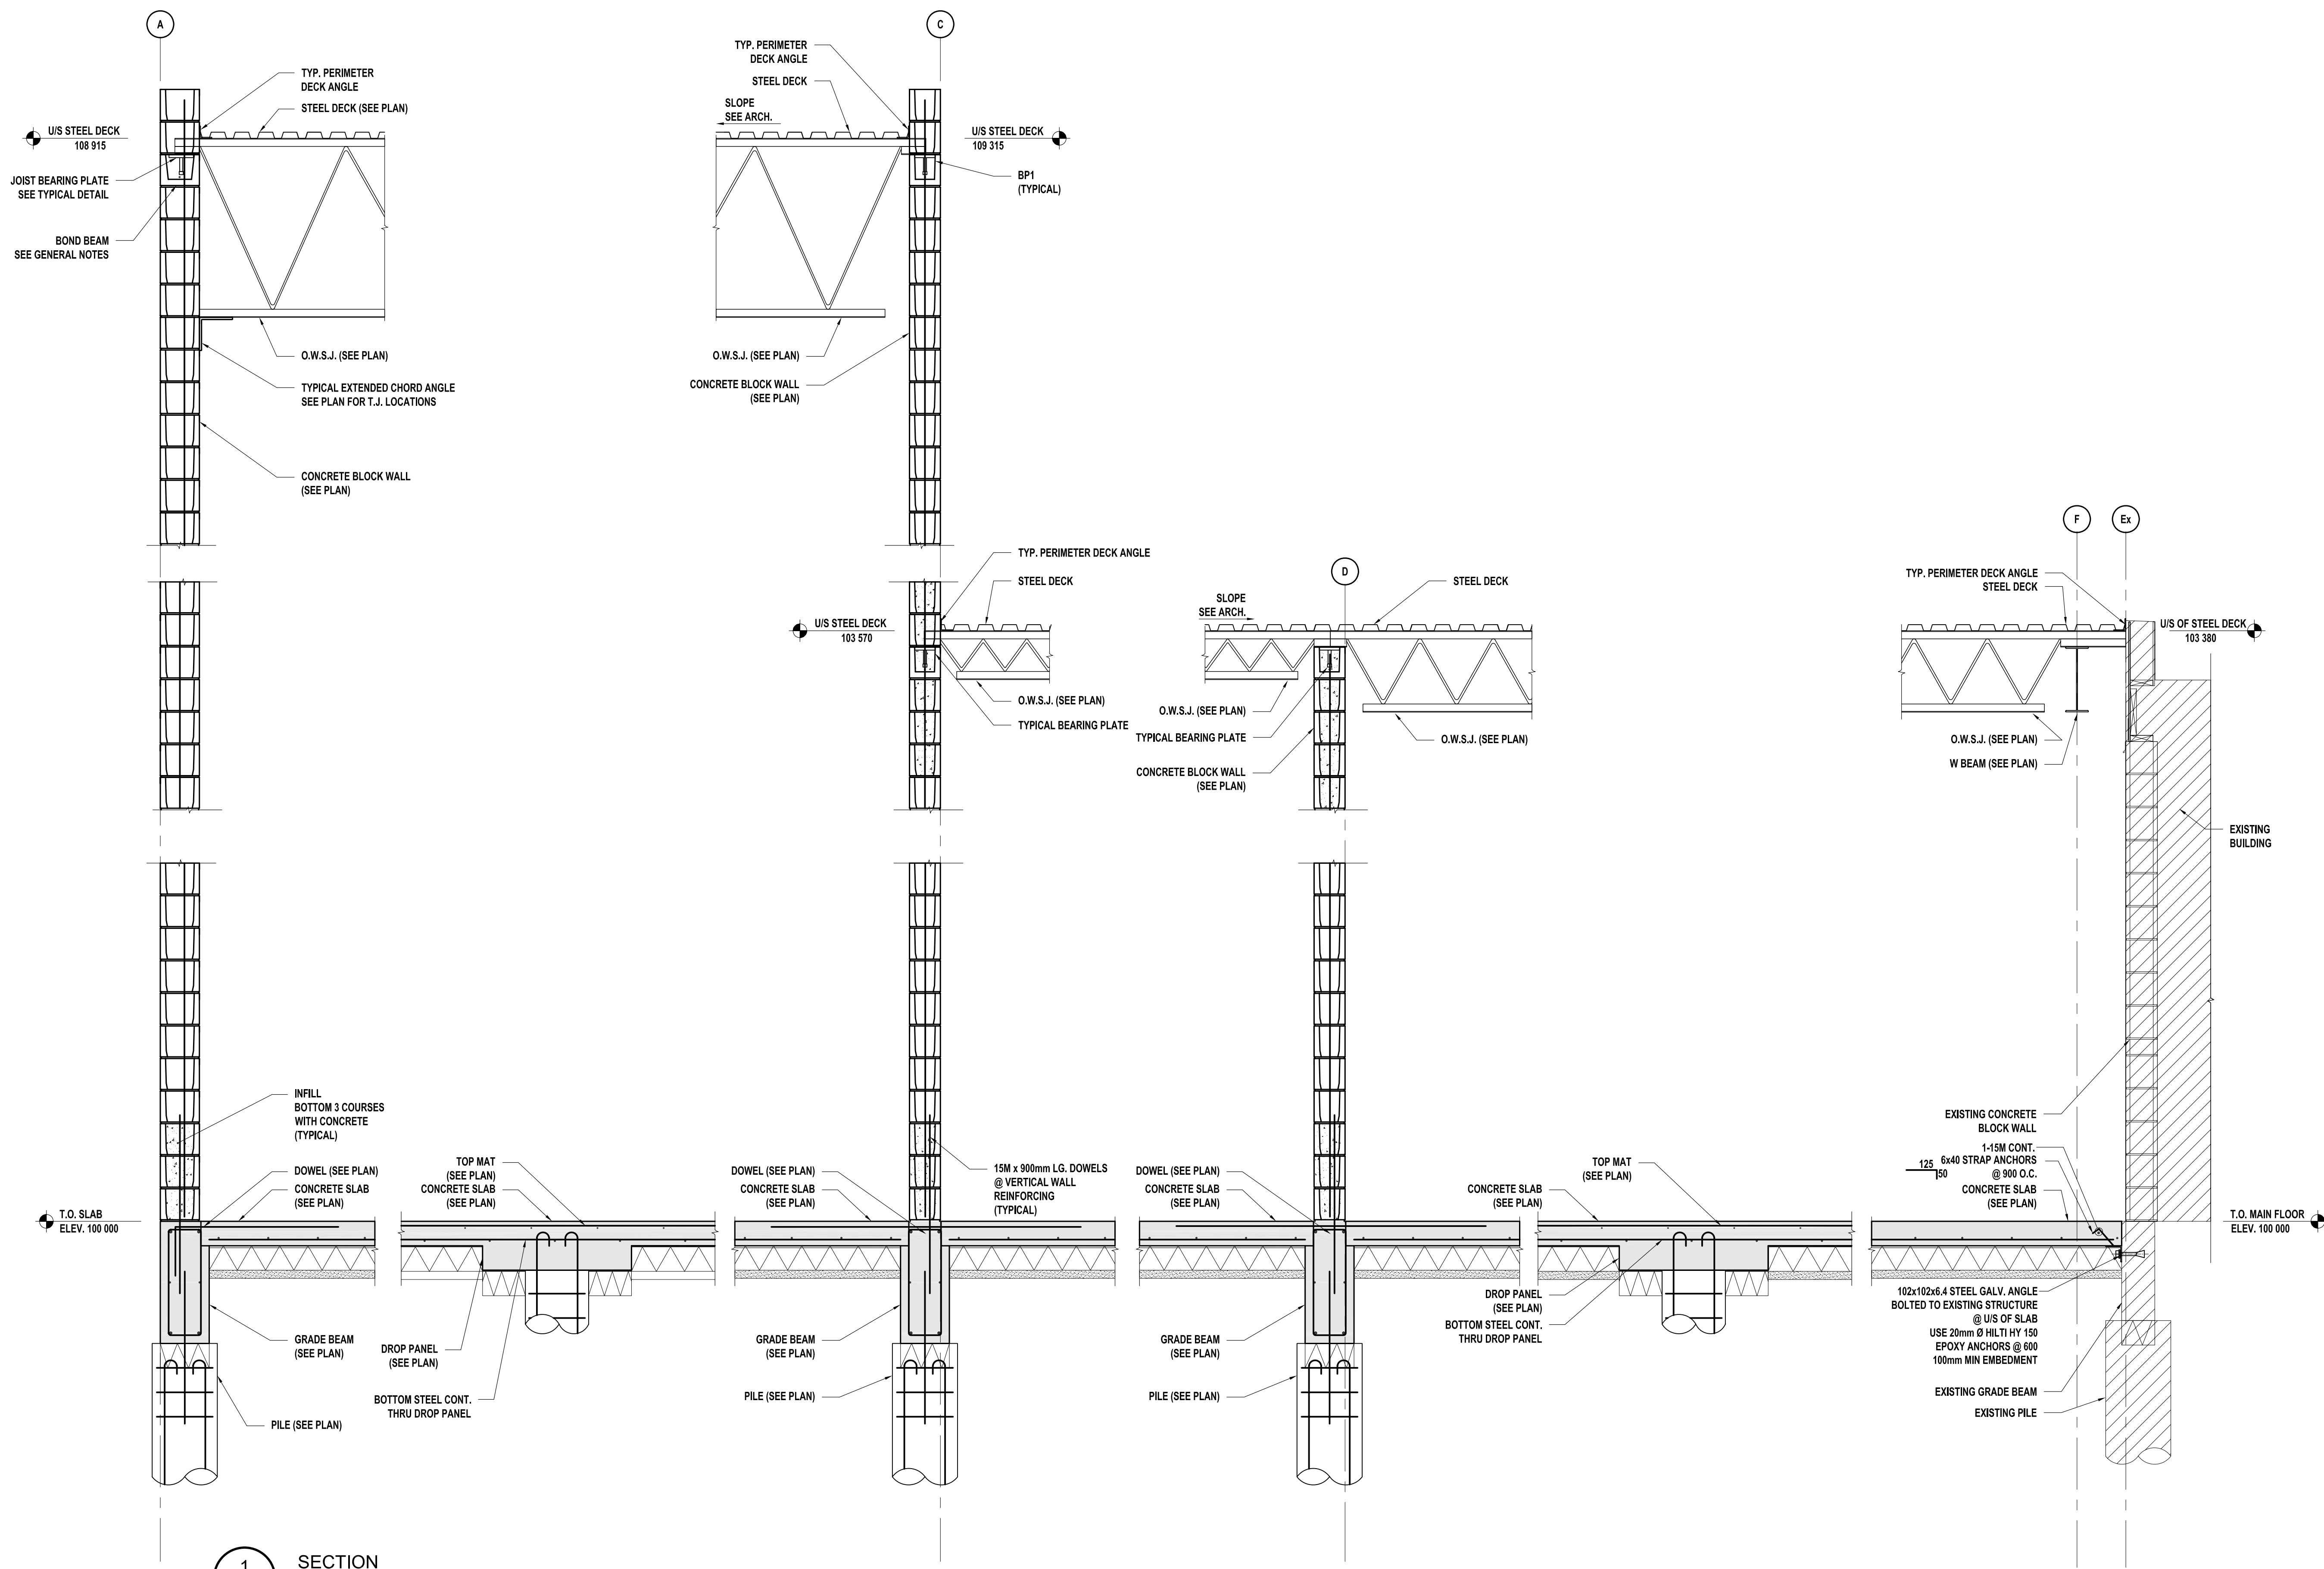 A
C
TYP. PERIMETER
DECK ANGLE
STEEL DECK (SEE PLAN)
U/S STEEL DECK
108 915
JOIST BEARING PLATE
SEE TYPICAL DETAIL
BOND BEAM
SEE GENERAL NOTES
O.W.S.J. (SEE PLAN)
TYPICAL EXTENDED CHORD ANGLE
SEE PLAN FOR T.J. LOCATIONS
CONCRETE BLOCK WALL
(SEE PLAN)
TYP. PERIMETER
DECK ANGLE
STEEL DECK
SLOPE
SEE ARCH.
U/S STEEL DECK
109 315
BP1
(TYPICAL)
O.W.S.J. (SEE PLAN)
CONCRETE BLOCK WALL
(SEE PLAN)
TYP. PERIMETER DECK ANGLE
STEEL DECK
U/S STEEL DECK
103 570
O.W.S.J. (SEE PLAN)
TYPICAL BEARING PLATE
D
STEEL DECK
SLOPE
SEE ARCH.
O.W.S.J. (SEE PLAN)
TYPICAL BEARING PLATE
O.W.S.J. (SEE PLAN)
CONCRETE BLOCK WALL
(SEE PLAN)
F
Ex
TYP. PERIMETER DECK ANGLE
STEEL DECK
U/S OF STEEL DECK
103 380
O.W.S.J. (SEE PLAN)
W BEAM (SEE PLAN)
EXISTING
BUILDING
INFILL
BOTTOM 3 COURSES
WITH CONCRETE
(TYPICAL)
DOWEL (SEE PLAN)
CONCRETE SLAB
(SEE PLAN)
T.O. SLAB
ELEV. 100 000
GRADE BEAM
(SEE PLAN)
PILE (SEE PLAN)
TOP MAT
(SEE PLAN)
CONCRETE SLAB
(SEE PLAN)
DROP PANEL
(SEE PLAN)
BOTTOM STEEL CONT.
THRU DROP PANEL
DOWEL (SEE PLAN)
CONCRETE SLAB
(SEE PLAN)
15M x 900mm LG. DOWELS
@ VERTICAL WALL
REINFORCING
(TYPICAL)
GRADE BEAM
(SEE PLAN)
PILE (SEE PLAN)
DOWEL (SEE PLAN)
CONCRETE SLAB
(SEE PLAN)
GRADE BEAM
(SEE PLAN)
PILE (SEE PLAN)
TOP MAT
(SEE PLAN)
CONCRETE SLAB
(SEE PLAN)
DROP PANEL
(SEE PLAN)
BOTTOM STEEL CONT.
THRU DROP PANEL
EXISTING CONCRETE
BLOCK WALL
1-15M CONT.
125
50
6x40 STRAP ANCHORS
@ 900 O.C.
CONCRETE SLAB
(SEE PLAN)
T.O. MAIN FLOOR
ELEV. 100 000
102x102x6.4 STEEL GALV. ANGLE
BOLTED TO EXISTING STRUCTURE
@ U/S OF SLAB
USE 20mm Ø HILTI HY 150
EPOXY ANCHORS @ 600
100mm MIN EMBEDMENT
EXISTING GRADE BEAM
EXISTING PILE
1
SECTION